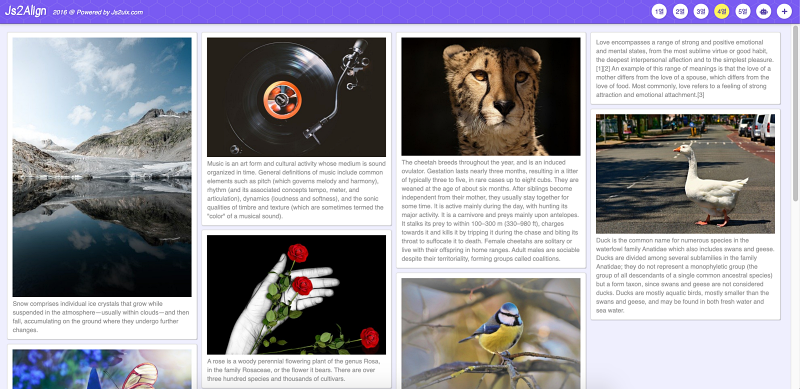 Js2Align 2016 @ Powered by Js2uix.com
1열 2열 3열 4열 5열 +
Snow comprises individual ice crystals that grow while
suspended in the atmosphere—usually within clouds—and then
fall, accumulating on the ground where they undergo further
changes.
Music is an art form and cultural activity whose medium is sound
organized in time. General definitions of music include common
elements such as pitch (which governs melody and harmony),
rhythm (and its associated concepts tempo, meter, and
articulation), dynamics (loudness and softness), and the sonic
qualities of timbre and texture (which are sometimes termed the
"color" of a musical sound).
A rose is a woody perennial flowering plant of the genus Rosa,
in the family Rosaceae, or the flower it bears. There are over
three hundred species and thousands of cultivars.
The cheetah breeds throughout the year, and is an induced
ovulator. Gestation lasts nearly three months, resulting in a litter
of typically three to five, in rare cases up to eight cubs. They are
weaned at the age of about six months. After siblings become
independent from their mother, they usually stay together for
some time. It is active mainly during the day, with hunting its
major activity. It is a carnivore and preys mainly upon antelopes.
It stalks its prey to within 100–300 m (330–980 ft), charges
towards it and kills it by tripping it during the chase and biting its
throat to suffocate it to death. Female cheetahs are solitary or
live with their offspring in home ranges. Adult males are sociable
despite their territoriality, forming groups called coalitions.
Love encompasses a range of strong and positive emotional
and mental states, from the most sublime virtue or good habit,
the deepest interpersonal affection and to the simplest pleasure.
[1][2] An example of this range of meanings is that the love of a
mother differs from the love of a spouse, which differs from the
love of food. Most commonly, love refers to a feeling of strong
attraction and emotional attachment.[3]
Duck is the common name for numerous species in the
waterfowl family Anatidae which also includes swans and geese.
Ducks are divided among several subfamilies in the family
Anatidae; they do not represent a monophyletic group (the
group of all descendants of a single common ancestral species)
but a form taxon, since swans and geese are not considered
ducks. Ducks are mostly aquatic birds, mostly smaller than the
swans and geese, and may be found in both fresh water and
sea water.